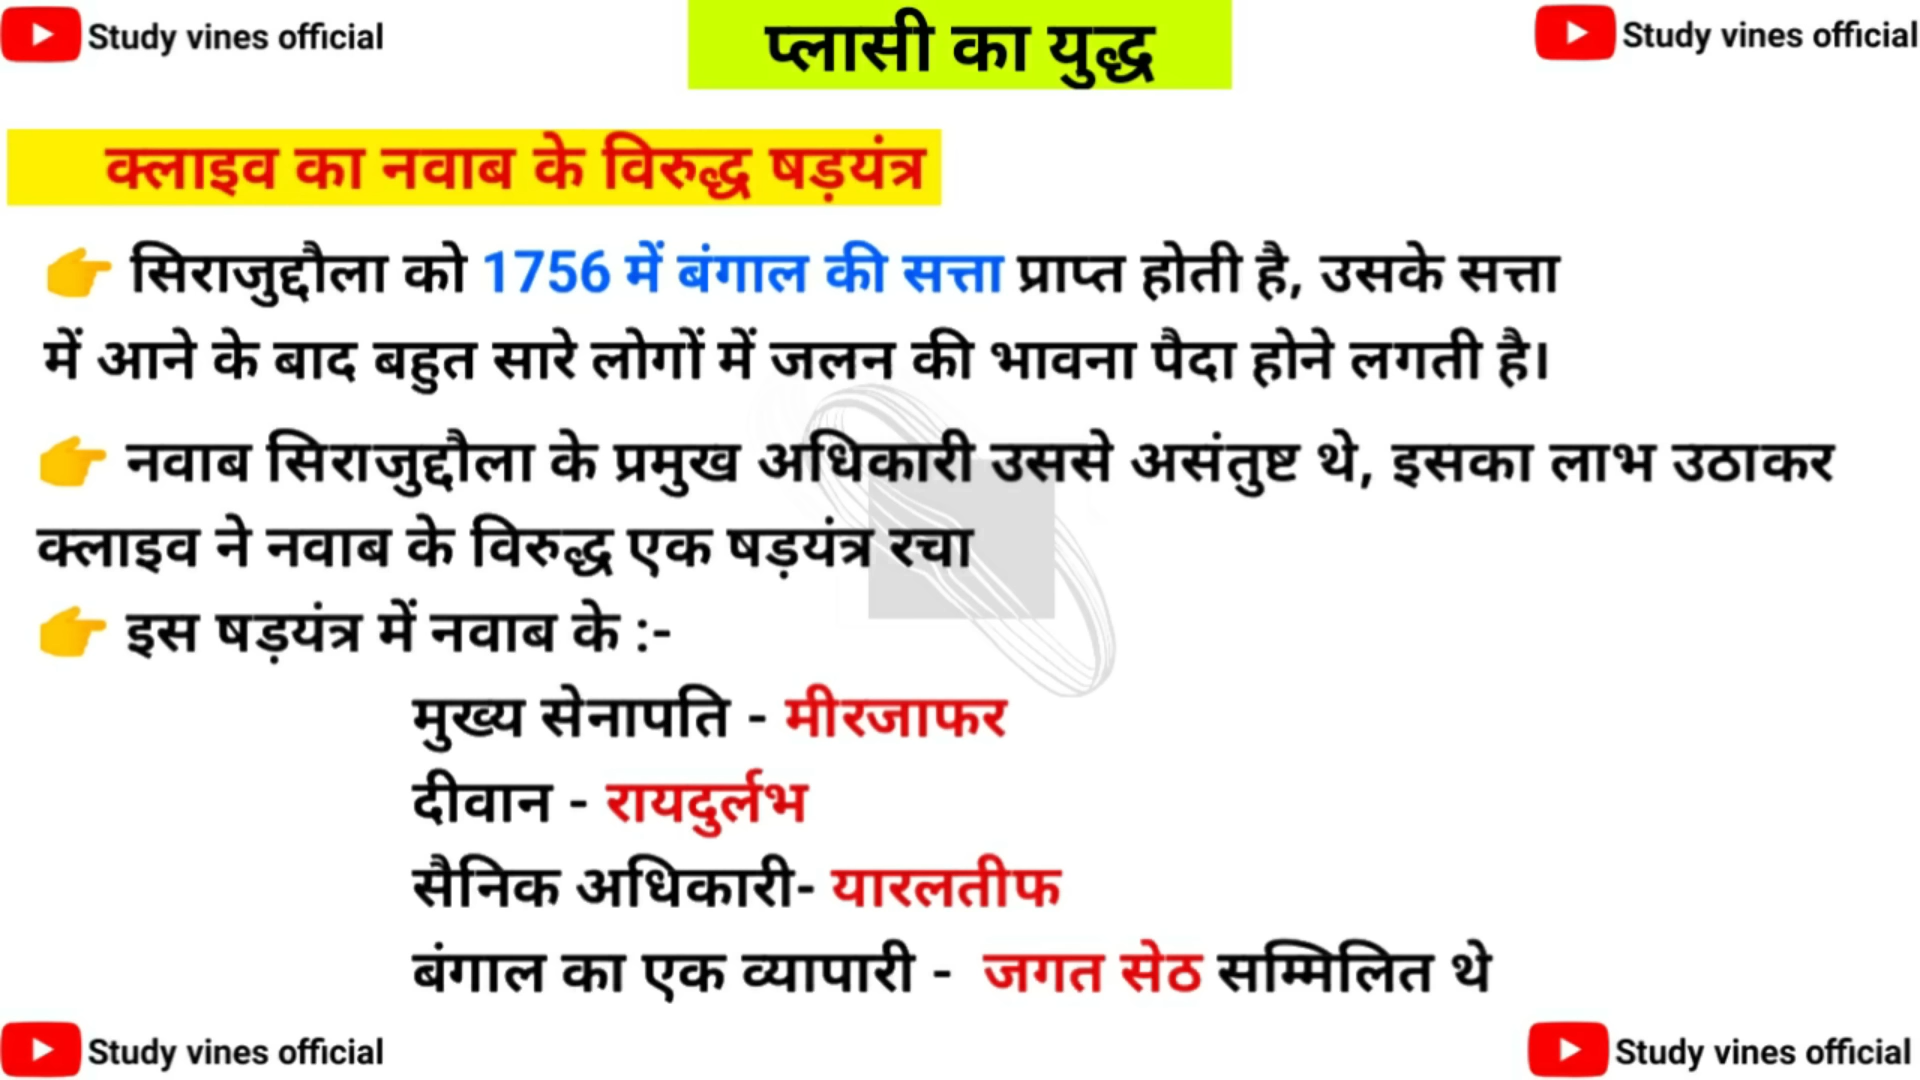 Study vines official
प्लासी का युद्ध
Study vines official
क्लाइव का नवाब के विरुद्ध षड़यंत्र
👉 सिराजुद्दौला को 1756 में बंगाल की सत्ता प्राप्त होती है, उसके सत्ता
में आने के बाद बहुत सारे लोगों में जलन की भावना पैदा होने लगती है।
👉 नवाब सिराजुद्दौला के प्रमुख अधिकारी उससे असंतुष्ट थे, इसका लाभ उठाकर
क्लाइव ने नवाब के विरुद्ध एक षड़यंत्र रचा
👉 इस षड़यंत्र में नवाब के :-
मुख्य सेनापति - मीरजाफर
दीवान - रायदुर्लभ
सैनिक अधिकारी- यारलतीफ
बंगाल का एक व्यापारी - जगत सेठ सम्मिलित थे
Study vines official
Study vines official